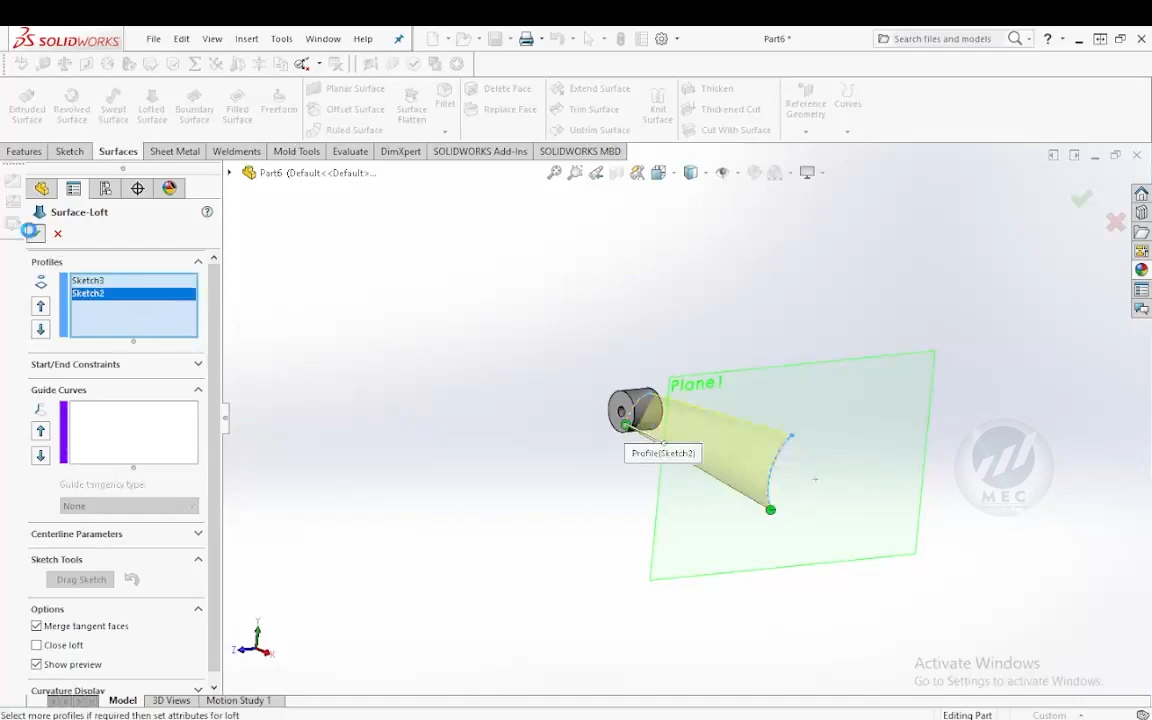 SOLIDWORKS File Edit View Insert Tools Window Help Part6 * Search files and models ?
Extruded Surface Revolved Surface Swept Surface Lofted Surface Boundary Surface Filled Surface Freeform
Planar Surface
Offset Surface
Ruled Surface
Surface Flatten Fillet
Delete Face
Replace Face
Extend Surface
Trim Surface
Untrim Surface
Knit Surface
Thicken
Thickened Cut
Cut With Surface
Reference Geometry Curves
Features Sketch Surfaces Sheet Metal Weldments Mold Tools Evaluate DimXpert SOLIDWORKS Add-Ins SOLIDWORKS MBD
Part6 (Default<<Default>...
Surface-Loft
Profiles
Sketch3
Sketch2
Start/End Constraints
Guide Curves
Guide tangency type:
None
Centerline Parameters
Sketch Tools
Drag Sketch
Options
Merge tangent faces
Close loft
Show preview
Curvature Display
Plane1
Profile(Sketch2)
MEC
Y
Z
X
Activate Windows
Go to Settings to activate Windows.
Model 3D Views Motion Study 1
Select more profiles if required then set attributes for loft Editing Part Custom